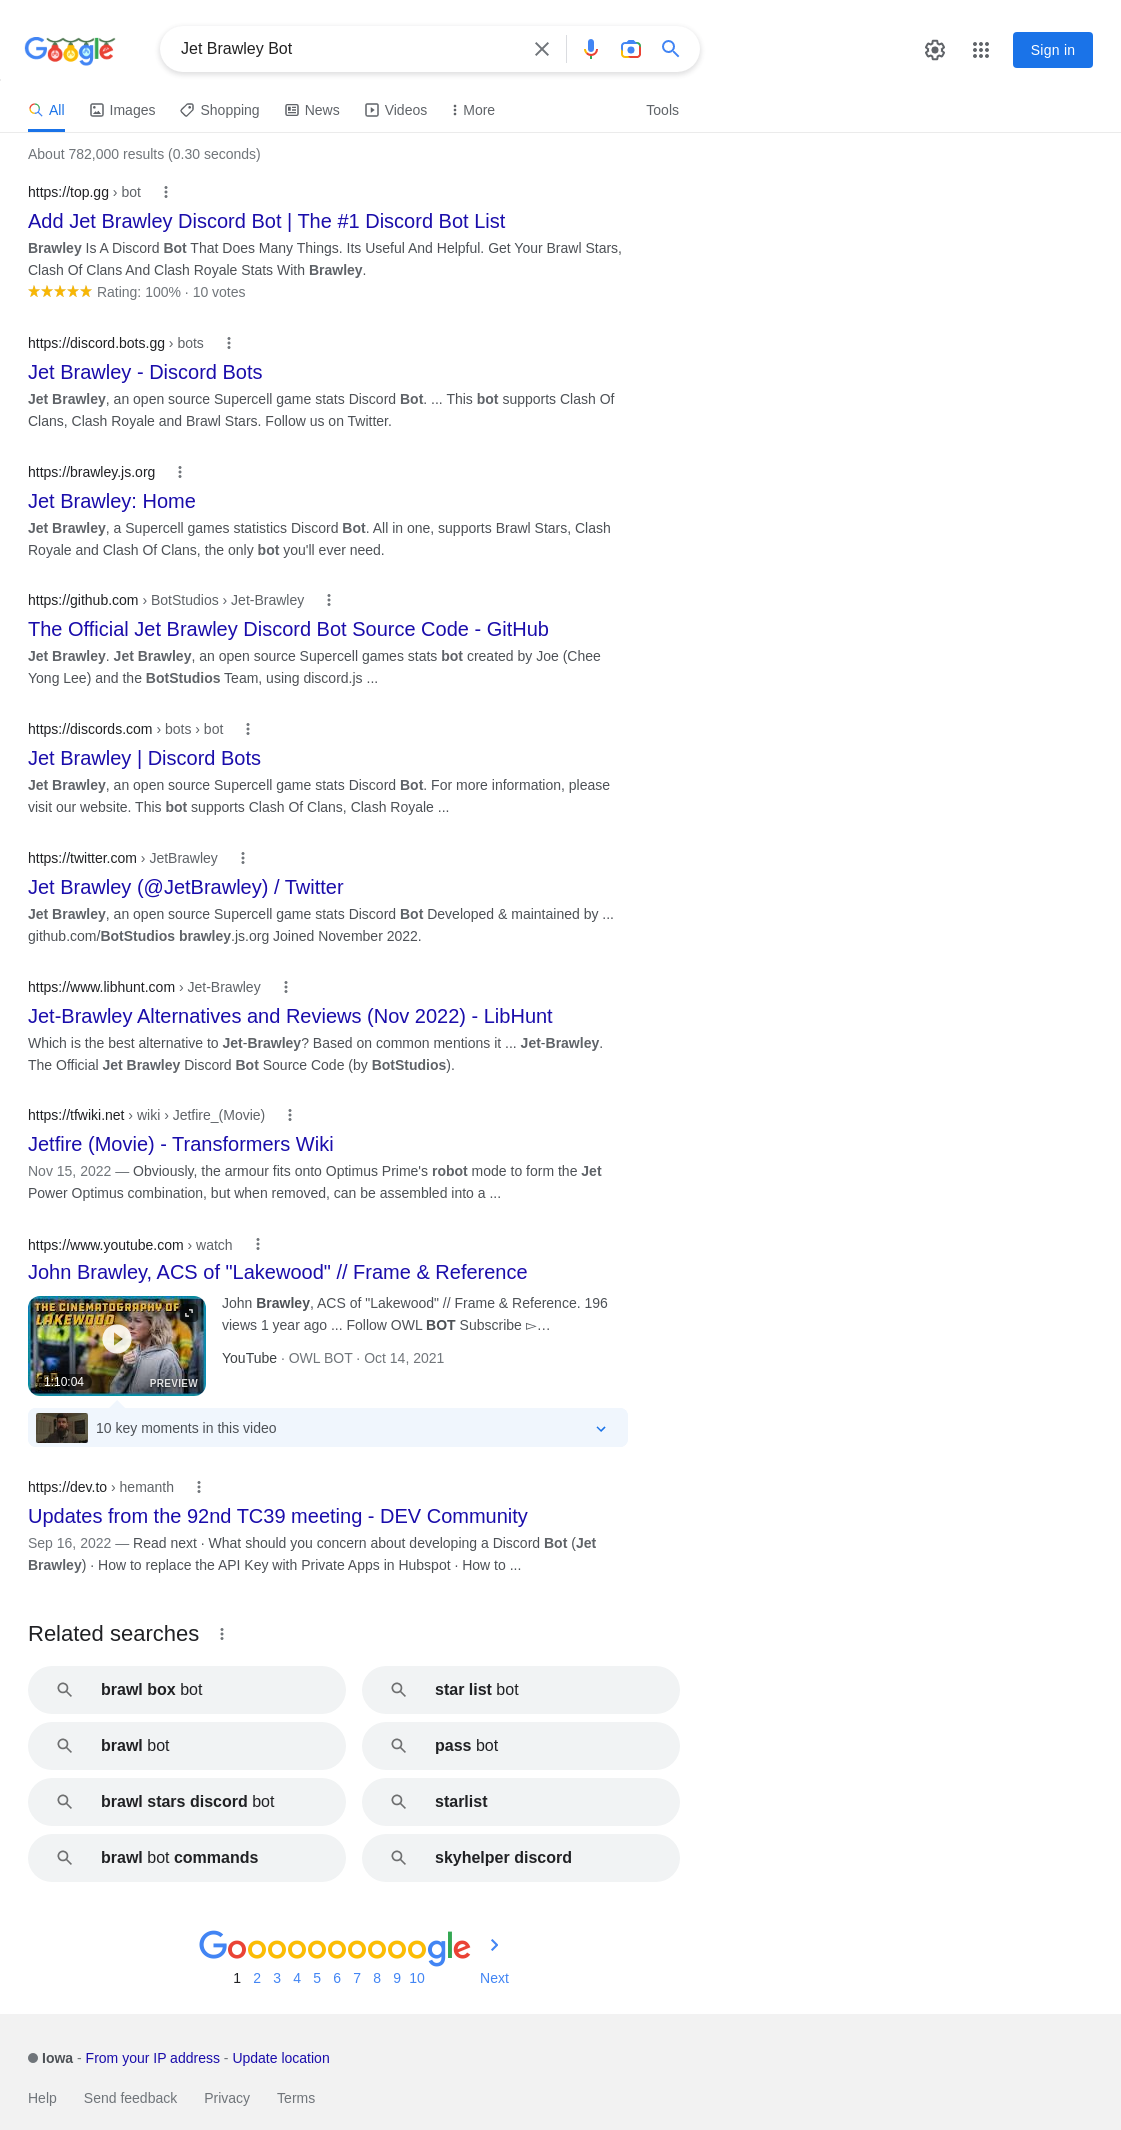 Google
Jet Brawley Bot
Sign in
All Images Shopping News Videos More Tools
About 782,000 results (0.30 seconds)
https://top.gg › bot
Add Jet Brawley Discord Bot | The #1 Discord Bot List
Brawley Is A Discord Bot That Does Many Things. Its Useful And Helpful. Get Your Brawl Stars,
Clash Of Clans And Clash Royale Stats With Brawley.
Rating: 100% · 10 votes
https://discord.bots.gg › bots
Jet Brawley - Discord Bots
Jet Brawley, an open source Supercell game stats Discord Bot. ... This bot supports Clash Of
Clans, Clash Royale and Brawl Stars. Follow us on Twitter.
https://brawley.js.org
Jet Brawley: Home
Jet Brawley, a Supercell games statistics Discord Bot. All in one, supports Brawl Stars, Clash
Royale and Clash Of Clans, the only bot you'll ever need.
https://github.com › BotStudios › Jet-Brawley
The Official Jet Brawley Discord Bot Source Code - GitHub
Jet Brawley. Jet Brawley, an open source Supercell games stats bot created by Joe (Chee
Yong Lee) and the BotStudios Team, using discord.js ...
https://discords.com › bots › bot
Jet Brawley | Discord Bots
Jet Brawley, an open source Supercell game stats Discord Bot. For more information, please
visit our website. This bot supports Clash Of Clans, Clash Royale ...
https://twitter.com › JetBrawley
Jet Brawley (@JetBrawley) / Twitter
Jet Brawley, an open source Supercell game stats Discord Bot Developed & maintained by ...
github.com/BotStudios brawley.js.org Joined November 2022.
https://www.libhunt.com › Jet-Brawley
Jet-Brawley Alternatives and Reviews (Nov 2022) - LibHunt
Which is the best alternative to Jet-Brawley? Based on common mentions it ... Jet-Brawley.
The Official Jet Brawley Discord Bot Source Code (by BotStudios).
https://tfwiki.net › wiki › Jetfire_(Movie)
Jetfire (Movie) - Transformers Wiki
Nov 15, 2022 — Obviously, the armour fits onto Optimus Prime's robot mode to form the Jet
Power Optimus combination, but when removed, can be assembled into a ...
https://www.youtube.com › watch
John Brawley, ACS of "Lakewood" // Frame & Reference
THE CINEMATOGRAPHY OF
LAKEWOOD
1:10:04 PREVIEW
John Brawley, ACS of "Lakewood" // Frame & Reference. 196
views 1 year ago ... Follow OWL BOT Subscribe ▻…
YouTube · OWL BOT · Oct 14, 2021
10 key moments in this video
https://dev.to › hemanth
Updates from the 92nd TC39 meeting - DEV Community
Sep 16, 2022 — Read next · What should you concern about developing a Discord Bot (Jet
Brawley) · How to replace the API Key with Private Apps in Hubspot · How to ...
Related searches
brawl box bot
star list bot
brawl bot
pass bot
brawl stars discord bot
starlist
brawl bot commands
skyhelper discord
Goooooooooogle
1 2 3 4 5 6 7 8 9 10 Next
Iowa - From your IP address - Update location
Help Send feedback Privacy Terms